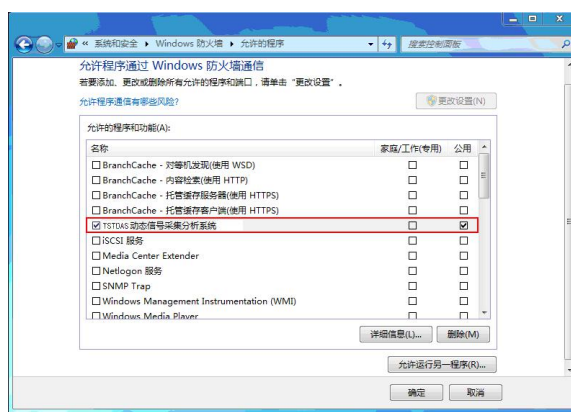 « 系统和安全 ▸ Windows 防火墙 ▸ 允许的程序
搜索控制面板
允许程序通过 Windows 防火墙通信
若要添加、更改或删除所有允许的程序和端口，请单击“更改设置”。
允许程序通信有哪些风险?
更改设置(N)
允许的程序和功能(A):
名称 家庭/工作(专用) 公用
BranchCache - 对等机发现(使用 WSD)
BranchCache - 内容检索(使用 HTTP)
BranchCache - 托管缓存服务器(使用 HTTPS)
BranchCache - 托管缓存客户端(使用 HTTPS)
TSTDAS 动态信号采集分析系统
iSCSI 服务
Media Center Extender
Netlogon 服务
SNMP Trap
Windows Management Instrumentation (WMI)
Windows Media Player
详细信息(L)... 删除(M)
允许运行另一程序(R)...
确定 取消